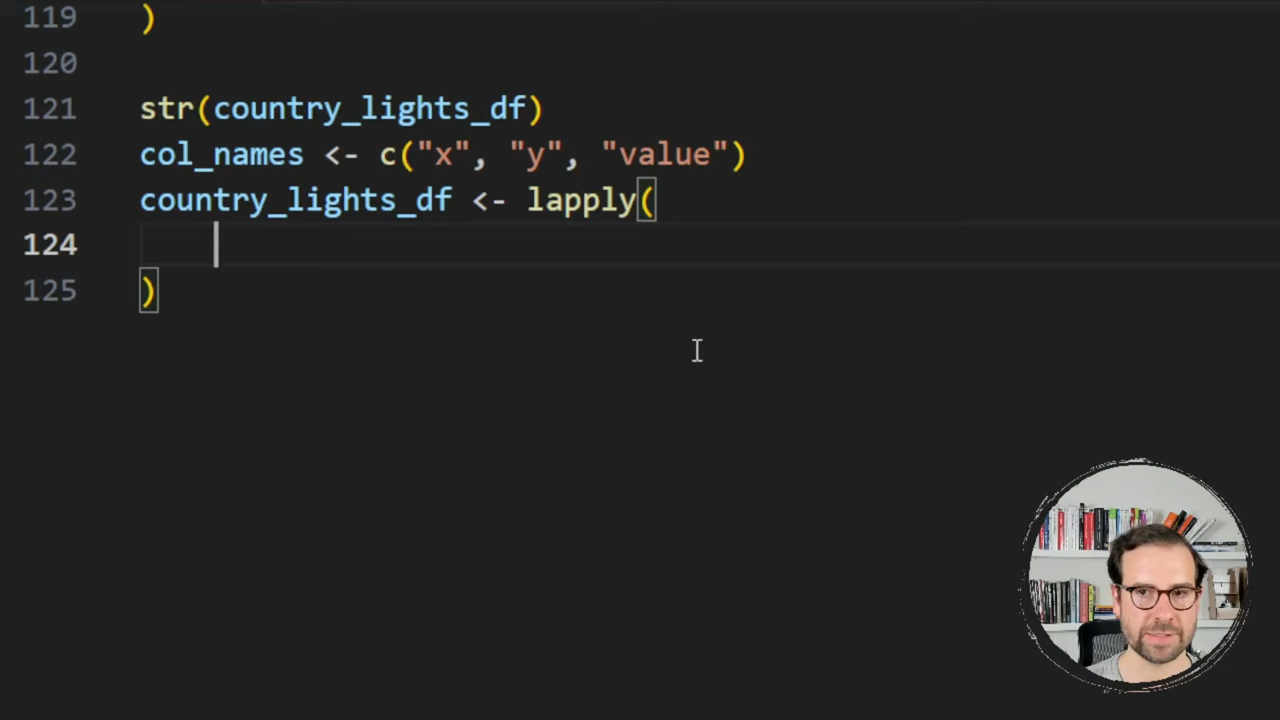 119 )
120
121 str(country_lights_df)
122 col_names <- c("x", "y", "value")
123 country_lights_df <- lapply(
124
125 )